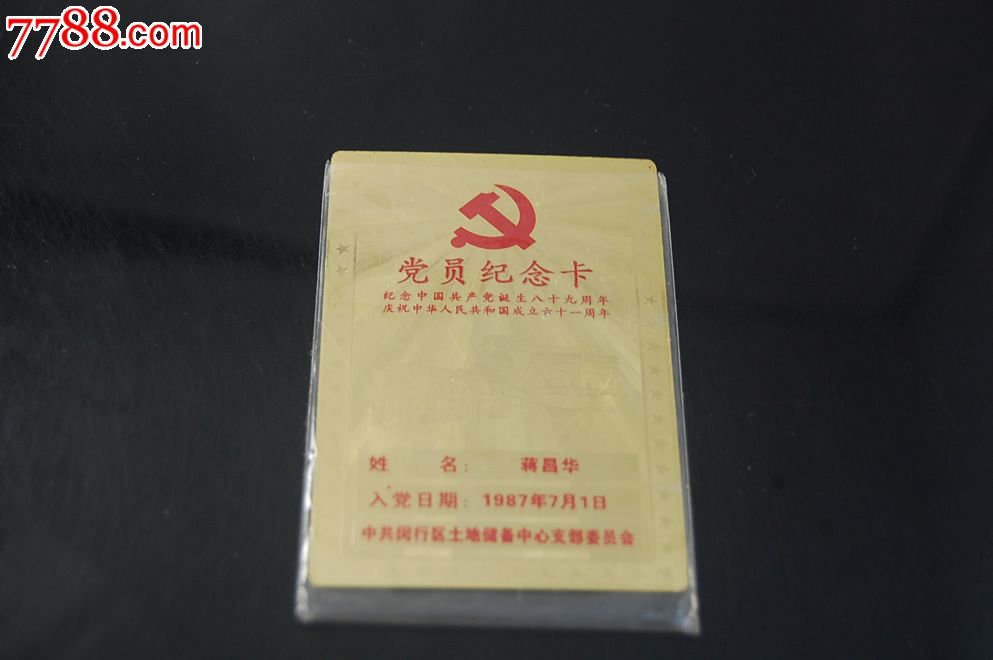 7788.com
党员纪念卡
纪念中国共产党诞生八十九周年
庆祝中华人民共和国成立六十一周年
姓 名： 蒋昌华
入党日期：1987年7月1日
中共闵行区土地储备中心支部委员会